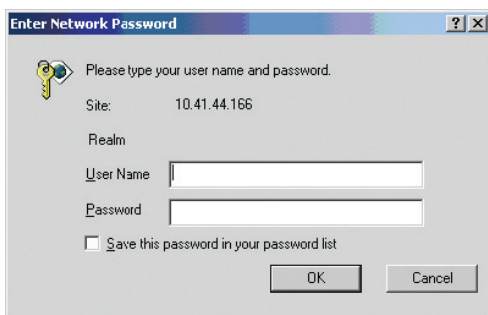 Enter Network Password
Please type your user name and password.
Site: 10.41.44.166
Realm
User Name
Password
Save this password in your password list
OK Cancel